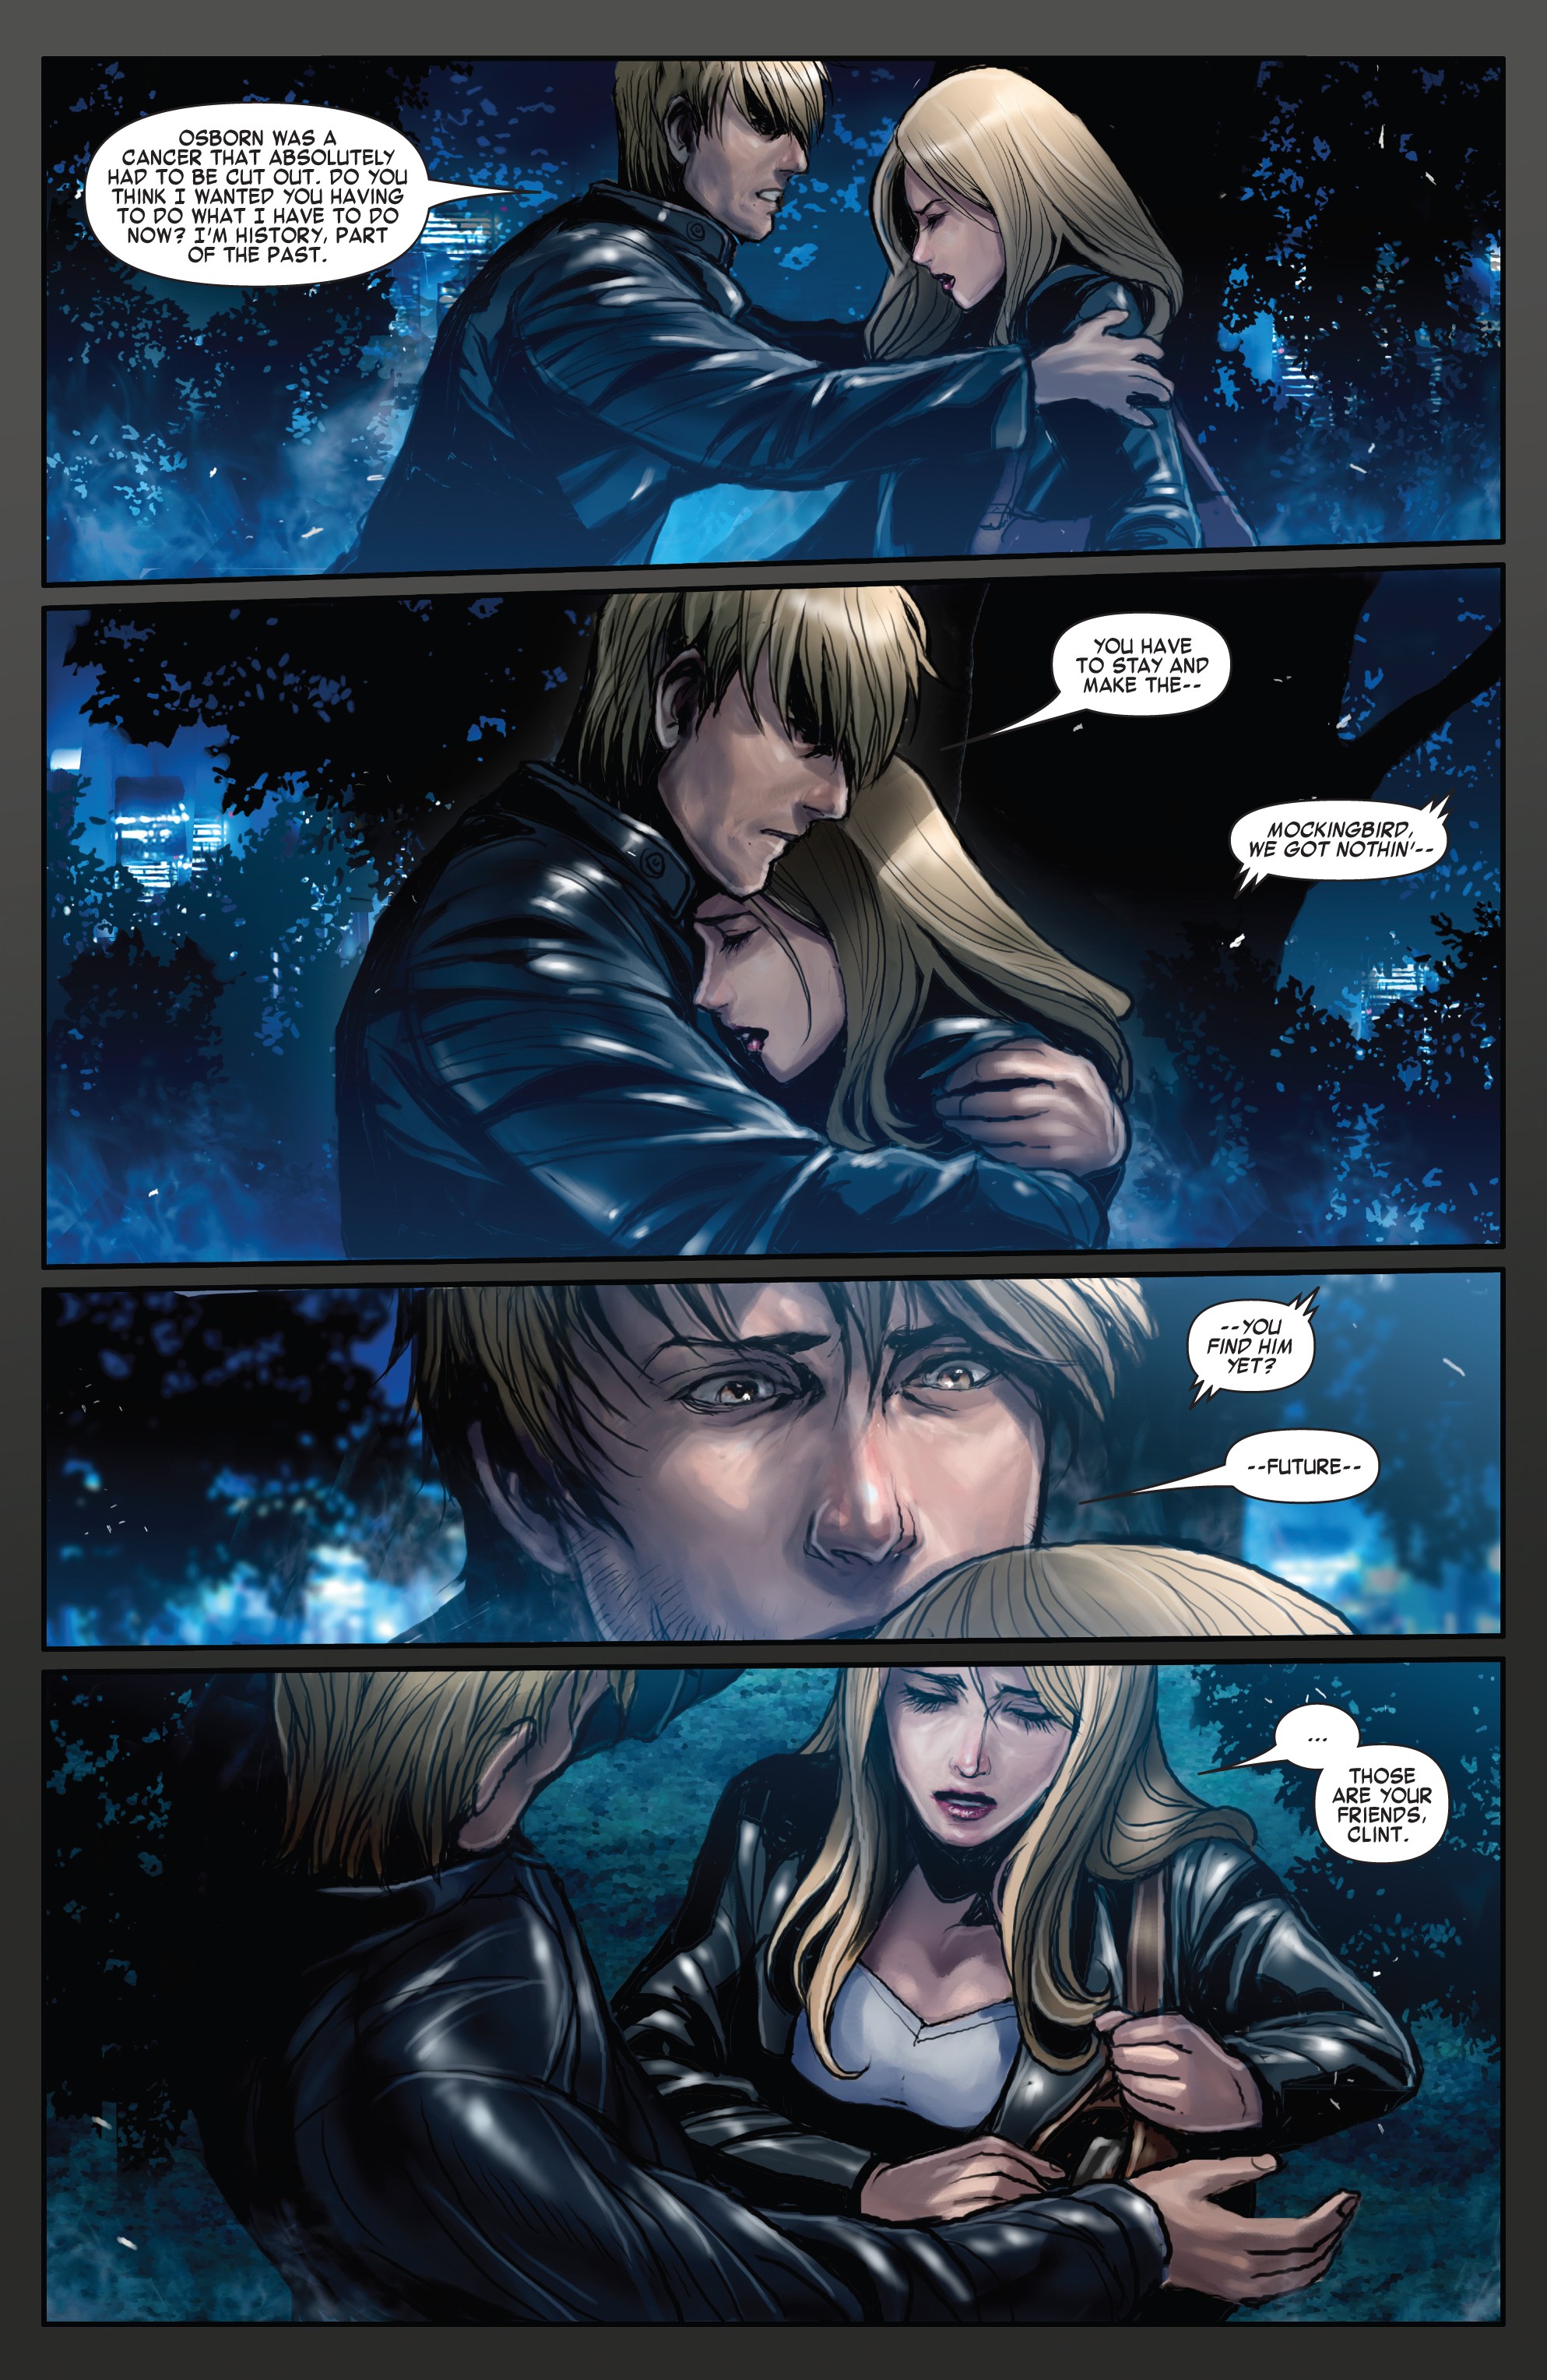 OSBORN WAS A
CANCER THAT ABSOLUTELY
HAD TO BE CUT OUT. DO YOU
THINK I WANTED YOU HAVING
TO DO WHAT I HAVE TO DO
NOW? I'M HISTORY, PART
OF THE PAST.
YOU HAVE
TO STAY AND
MAKE THE--
MOCKINGBIRD,
WE GOT NOTHIN'--
--YOU
FIND HIM
YET?
--FUTURE--
...
THOSE
ARE YOUR
FRIENDS,
CLINT.